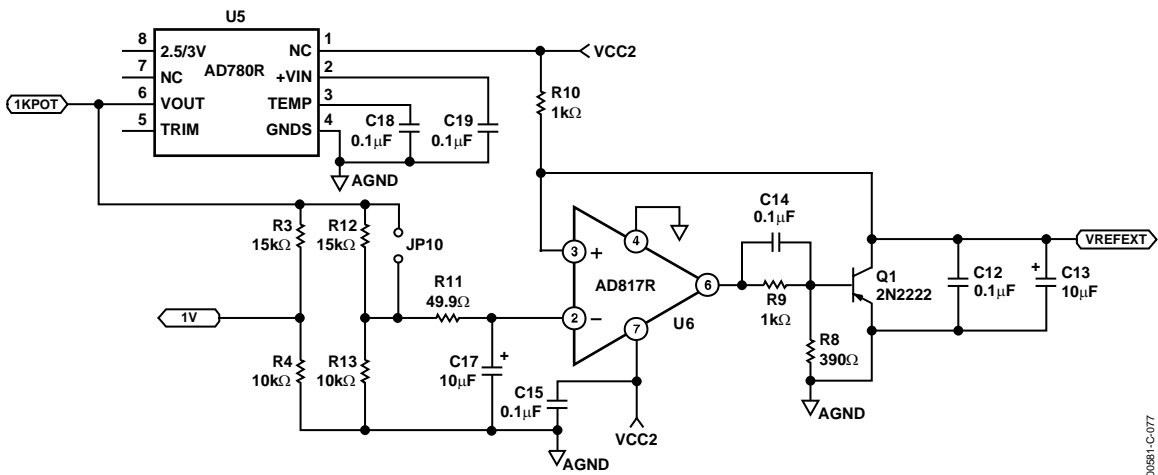 U5
8 2.5/3V NC 1 VCC2
AD780R
7 NC +VIN 2
1KPOT 6 VOUT TEMP 3
5 TRIM GNDS 4
R10
1kΩ
C18
0.1μF
C19
0.1μF
AGND
R3
15kΩ
R12
15kΩ
JP10
R11
49.9Ω
1V
R4
10kΩ
R13
10kΩ
C17
10μF
+
C15
0.1μF
AGND
3 +
4
AD817R
2 −
6
7
U6
VCC2
C14
0.1μF
R9
1kΩ
R8
390Ω
AGND
Q1
2N2222
C12
0.1μF
+
C13
10μF
VREFEXT
00581-C-077